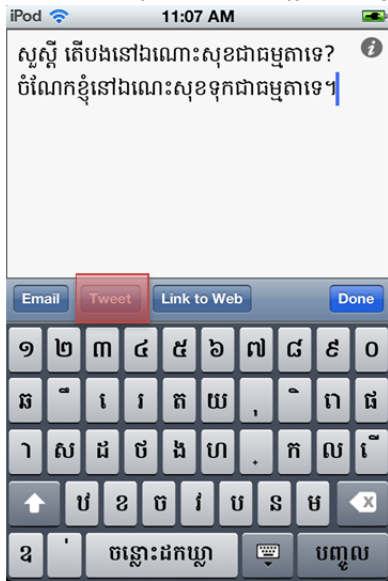 iPod 11:07 AM
សួស្តី តើបងនៅឯណោះសុខជាធម្មតាទេ?
ចំណែកខ្ញុំនៅឯណេះសុខទុកជាធម្មតាទេ។
Email Tweet Link to Web Done
១ ២ ៣ ៤ ៥ ៦ ៧ ៨ ៩ ០
ឆ ឹ េ រ ត យ ុ ិ ោ ផ
ា ស ដ ថ ង ហ ្ ក ល ើ
ឋ ខ ច វ ប ន ម
ឧ ់ ចន្លោះដកឃ្លា បញ្ចូល